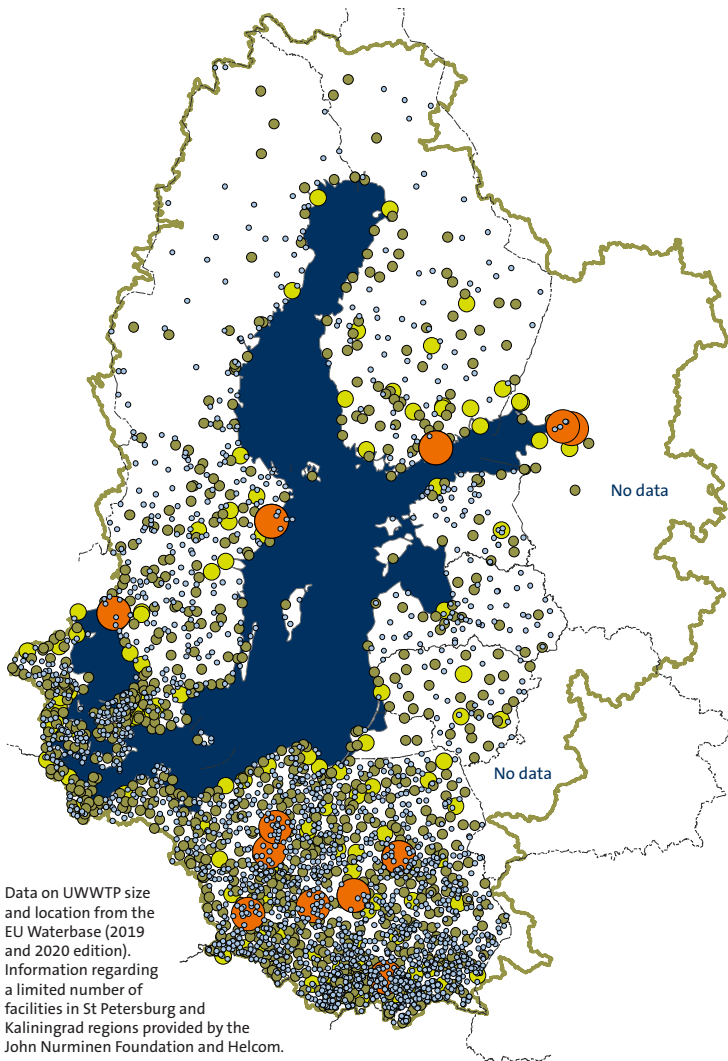 No data
No data
Data on UWWTP size
and location from the
EU Waterbase (2019
and 2020 edition).
Information regarding
a limited number of
facilities in St Petersburg and
Kaliningrad regions provided by the
John Nurminen Foundation and Helcom.